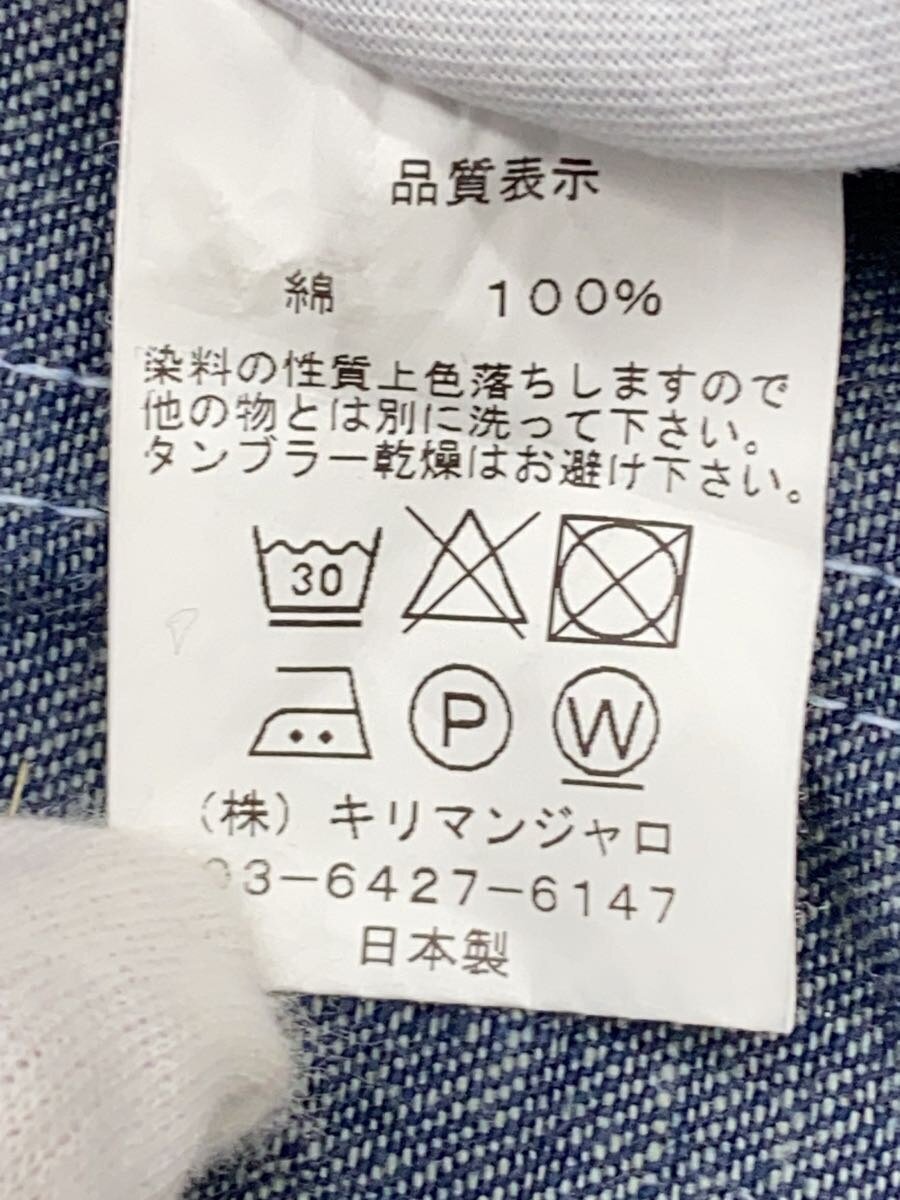 品質表示
綿 100%
染料の性質上色落ちしますので
他の物とは別に洗って下さい。
タンブラー乾燥はお避け下さい。
30
P W
(株)キリマンジャロ
03-6427-6147
日本製